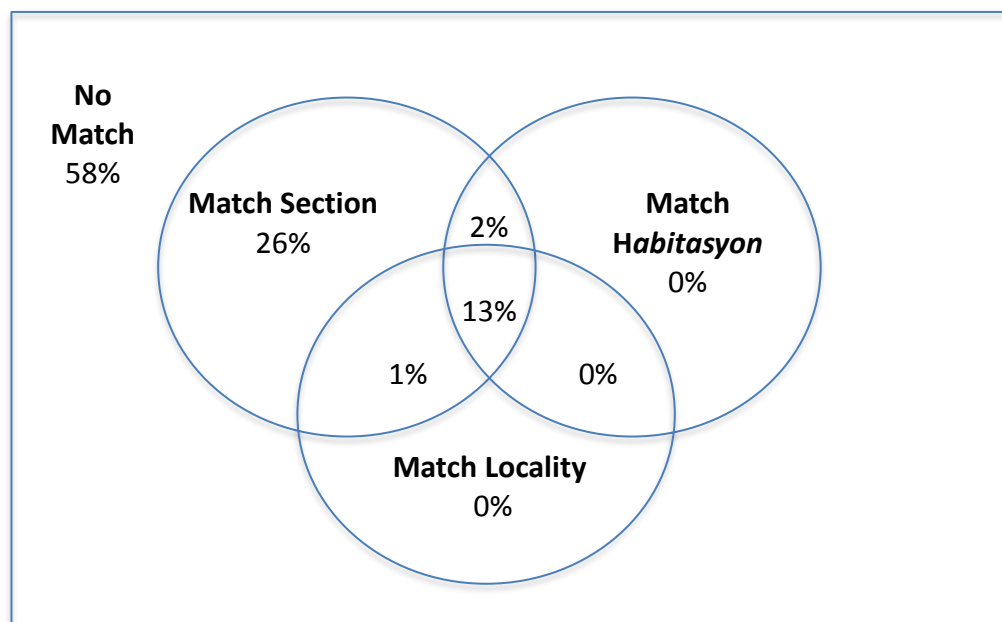 No
Match
58%
Match Section
26%
2%
Match
Habitasyon
0%
13%
1%
0%
Match Locality
0%